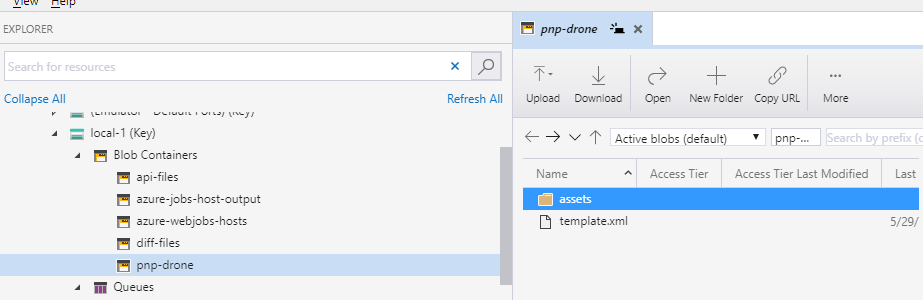 View Help
EXPLORER
Search for resources
Collapse All
Refresh All
(Emulator - Default Ports) (Key)
local-1 (Key)
Blob Containers
api-files
azure-jobs-host-output
azure-webjobs-hosts
diff-files
pnp-drone
Queues
pnp-drone
Upload
Download
Open
New Folder
Copy URL
More
Active blobs (default)
pnp-...
Search by prefix (c
Name
Access Tier
Access Tier Last Modified
Last
assets
template.xml
5/29/